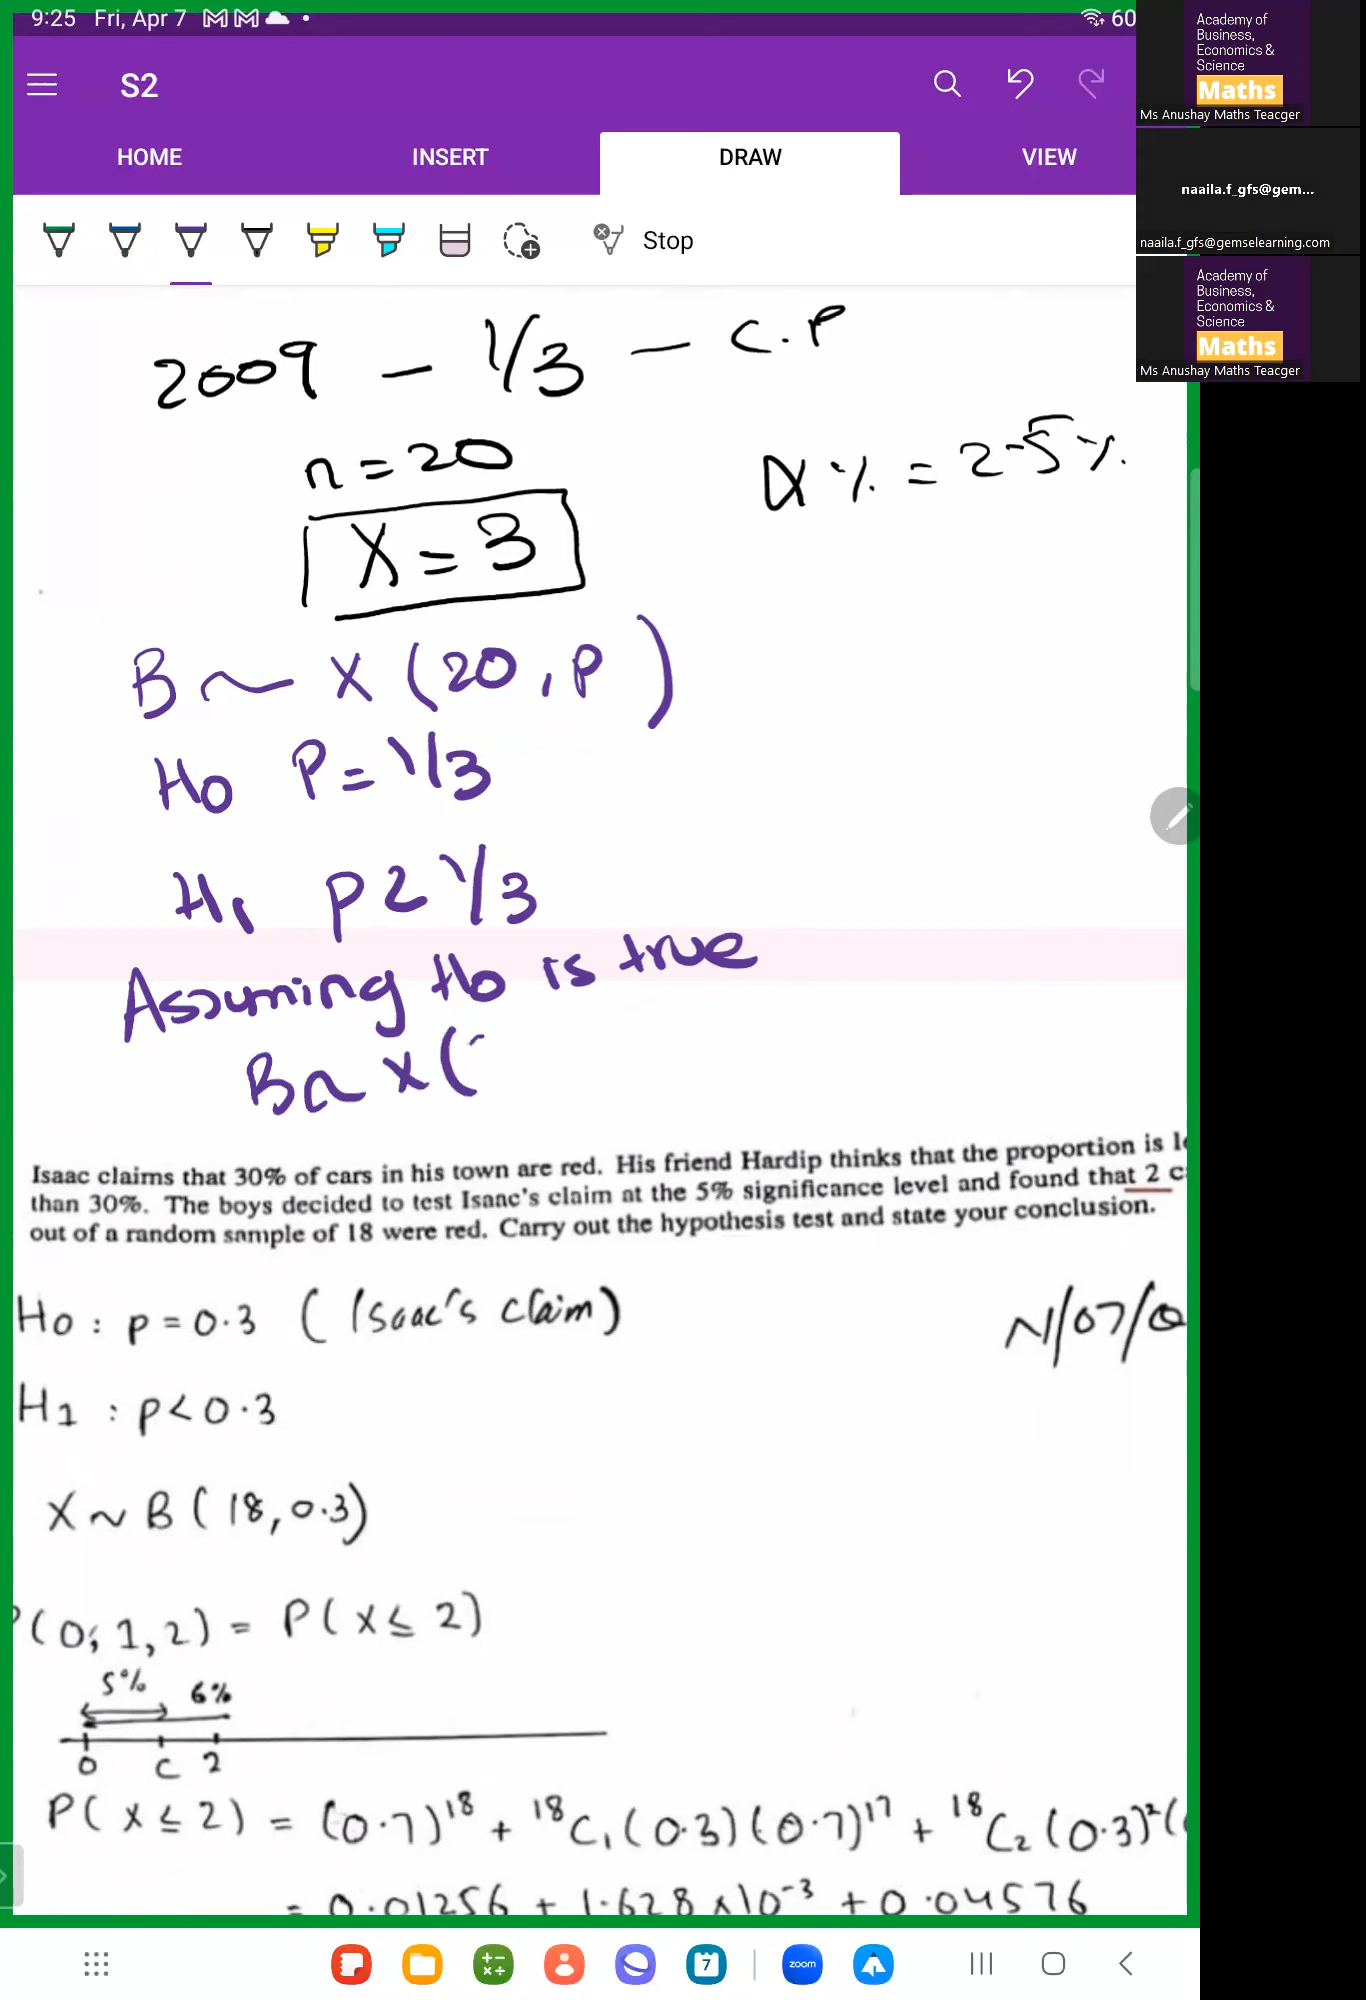 9:25 Fri, Apr 7
60
S2
HOME INSERT DRAW VIEW
Stop
Academy of
Business,
Economics &
Science
Maths
Ms Anushay Maths Teacger
naaila.f_gfs@gem...
naaila.f_gfs@gemselearning.com
Academy of
Business,
Economics &
Science
Maths
Ms Anushay Maths Teacger
2009 – 1/3 – C.P
n = 20
α % = 2.5 %.
X = 3
B ~ X (20, P)
H0 P = 1/3
H1 P < 1/3
Assuming H0 is true
B ~ X (
Isaac claims that 30% of cars in his town are red. His friend Hardip thinks that the proportion is
than 30%. The boys decided to test Isaac's claim at the 5% significance level and found that 2
out of a random sample of 18 were red. Carry out the hypothesis test and state your conclusion.
H0 : p = 0.3 (Isaac's claim)
N/07/
H1 : p < 0.3
X ~ B (18, 0.3)
(0, 1, 2) = P(X ≤ 2)
5% 6%
0 C 2
P(X ≤ 2) = (0.7)^18 + ^18C₁ (0.3)(0.7)^17 + ^18C₂ (0.3)^2 (
= 0.01256 + 1.628 × 10^-3 + 0.04576
7
zoom